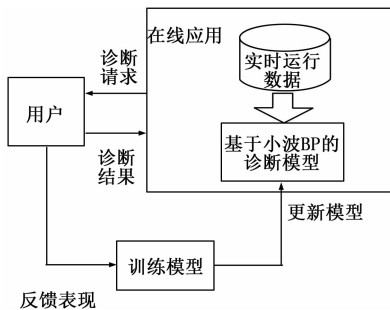 在线应用
诊断
请求
实时运行
数据
用户
基于小波BP的
诊断模型
诊断
结果
更新模型
训练模型
反馈表现